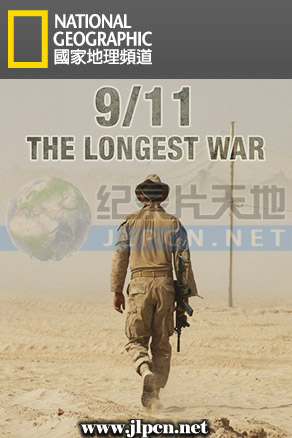 NATIONAL
GEOGRAPHIC
國家地理頻道
9/11
THE LONGEST WAR
纪录片天地
JLPCN.NET
www.jlpcn.net